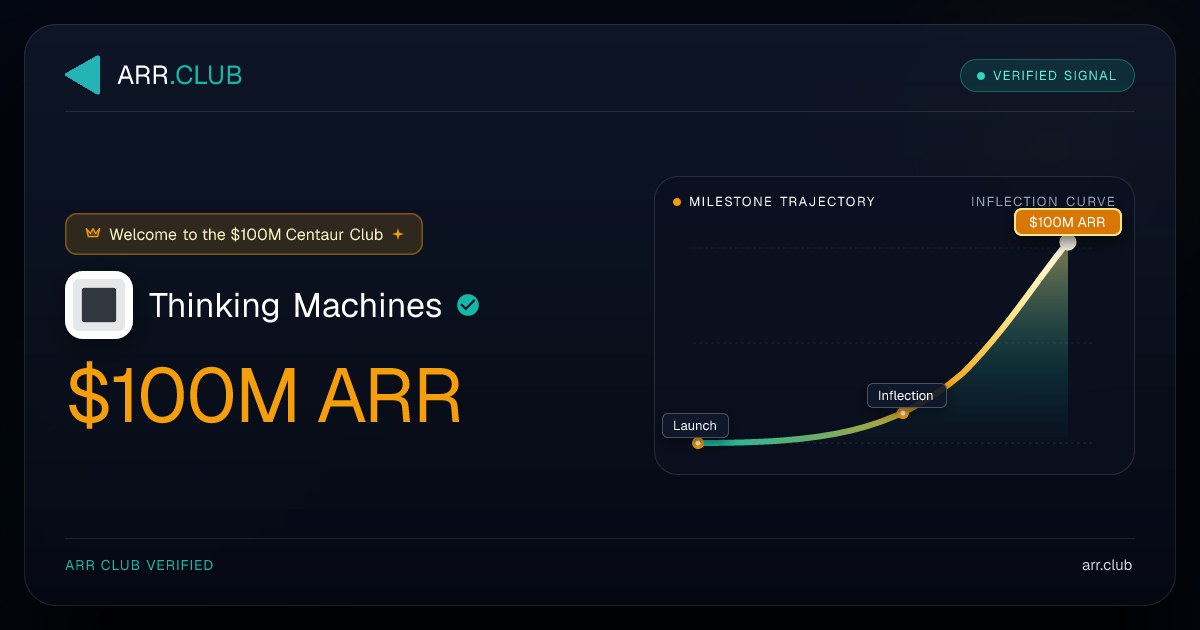 ARR.CLUB
VERIFIED SIGNAL
Welcome to the $100M Centaur Club
Thinking Machines
$100M ARR
MILESTONE TRAJECTORY
INFLECTION CURVE
$100M ARR
Inflection
Launch
ARR CLUB VERIFIED
arr.club